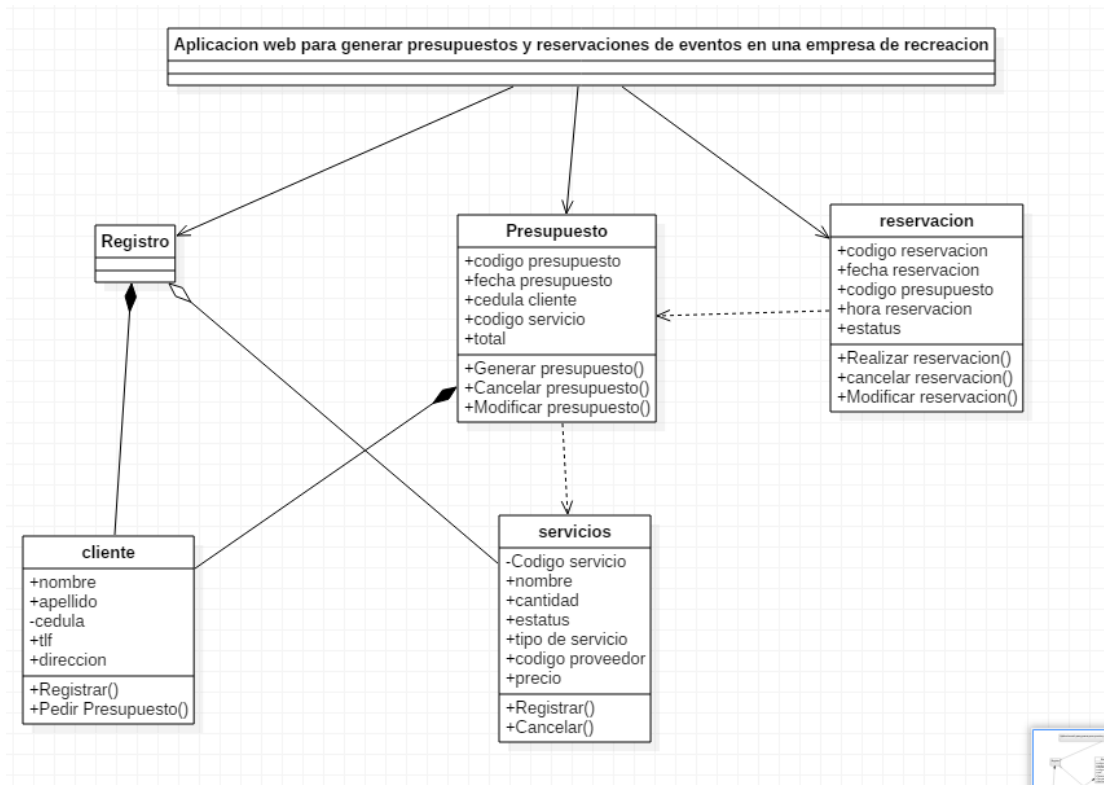 Aplicacion web para generar presupuestos y reservaciones de eventos en una empresa de recreacion
Registro
Presupuesto
+codigo presupuesto
+fecha presupuesto
+cedula cliente
+codigo servicio
+total
+Generar presupuesto()
+Cancelar presupuesto()
+Modificar presupuesto()
reservacion
+codigo reservacion
+fecha reservacion
+codigo presupuesto
+hora reservacion
+estatus
+Realizar reservacion()
+cancelar reservacion()
+Modificar reservacion()
cliente
+nombre
+apellido
-cedula
+tlf
+direccion
+Registrar()
+Pedir Presupuesto()
servicios
-Codigo servicio
+nombre
+cantidad
+estatus
+tipo de servicio
+codigo proveedor
+precio
+Registrar()
+Cancelar()